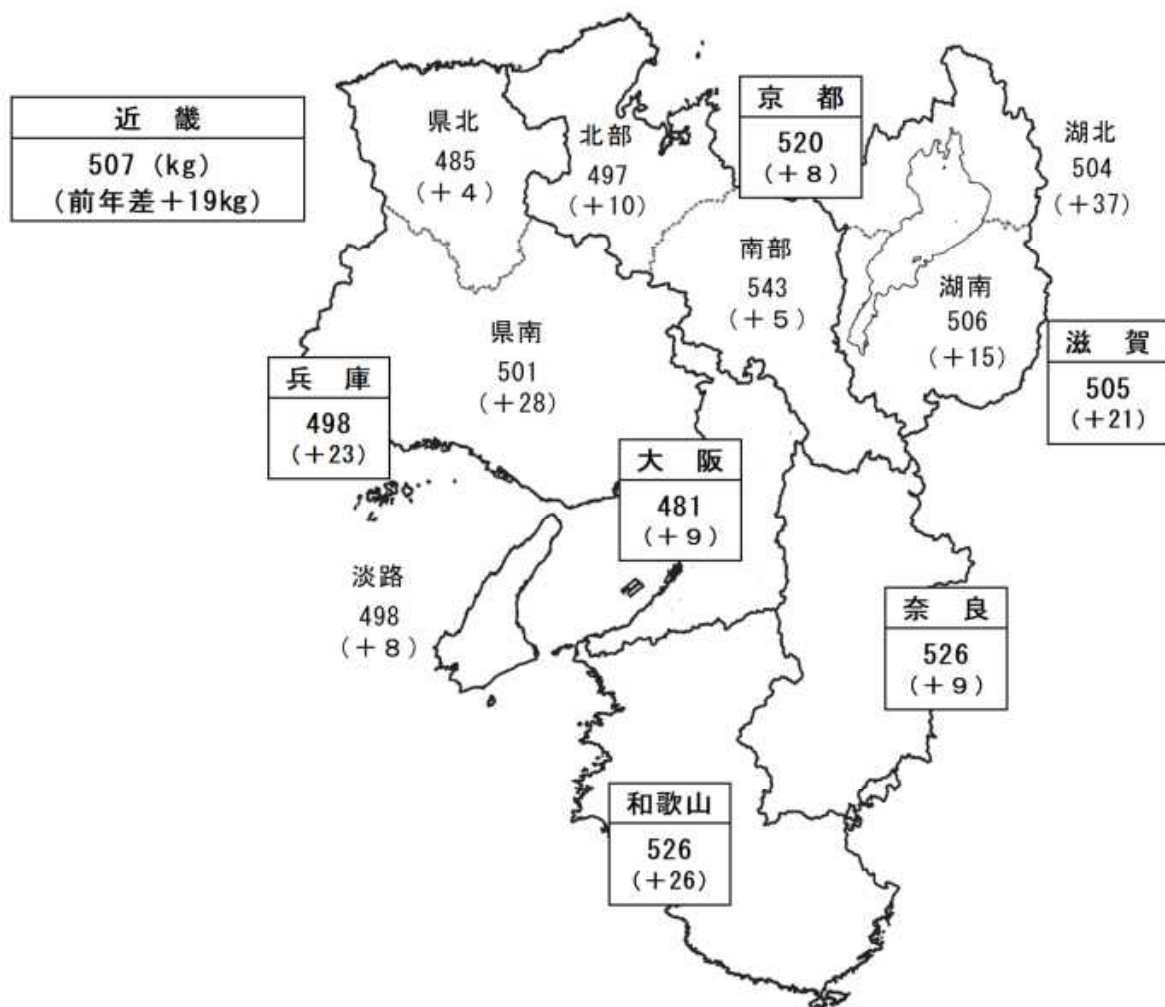 近 畿
507 (kg)
(前年差+19kg)
県北
485
(+4)
北部
497
(+10)
京 都
520
(+8)
湖北
504
(+37)
南部
543
(+5)
湖南
506
(+15)
滋 賀
505
(+21)
県南
501
(+28)
兵 庫
498
(+23)
大 阪
481
(+9)
淡路
498
(+8)
奈 良
526
(+9)
和歌山
526
(+26)